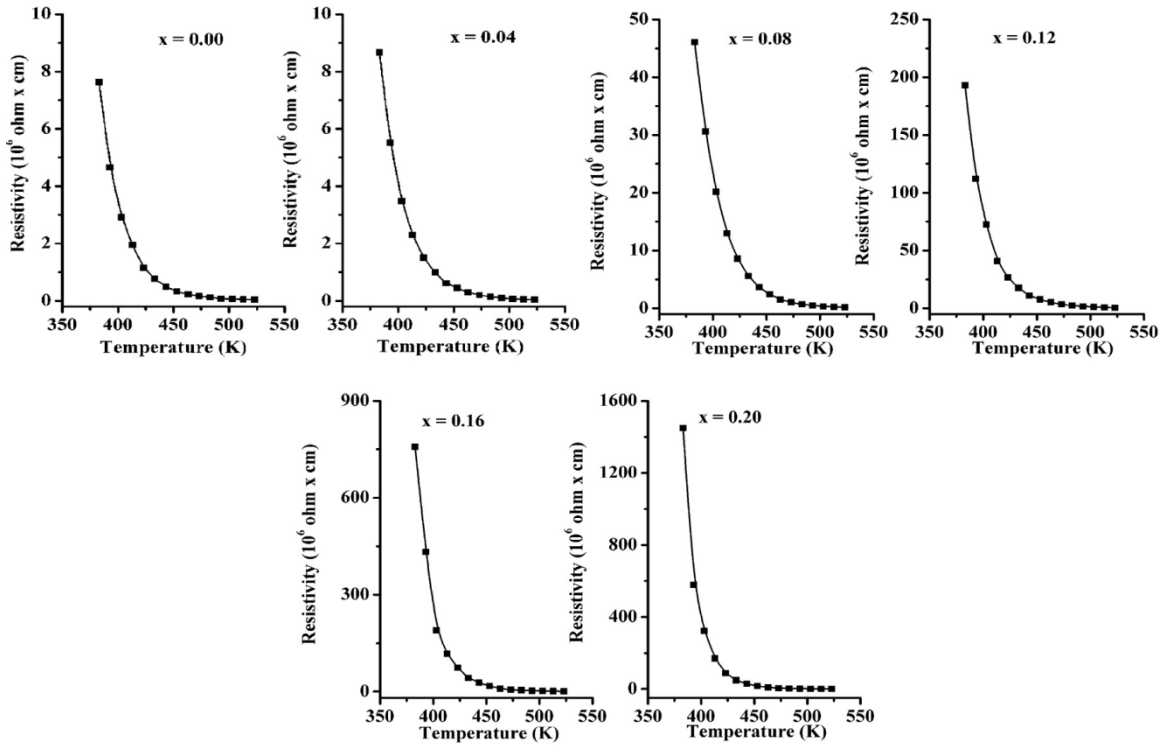 x = 0.00
Resistivity (10⁶ ohm x cm)
10
8
6
4
2
0
350 400 450 500 550
Temperature (K)
x = 0.04
Resistivity (10⁶ ohm x cm)
10
8
6
4
2
0
350 400 450 500 550
Temperature (K)
x = 0.08
Resistivity (10⁶ ohm x cm)
50
40
30
20
10
0
350 400 450 500 550
Temperature (K)
x = 0.12
Resistivity (10⁶ ohm x cm)
250
200
150
100
50
0
350 400 450 500 550
Temperature (K)
x = 0.16
Resistivity (10⁶ ohm x cm)
900
600
300
0
350 400 450 500 550
Temperature (K)
x = 0.20
Resistivity (10⁶ ohm x cm)
1600
1200
800
400
0
350 400 450 500 550
Temperature (K)